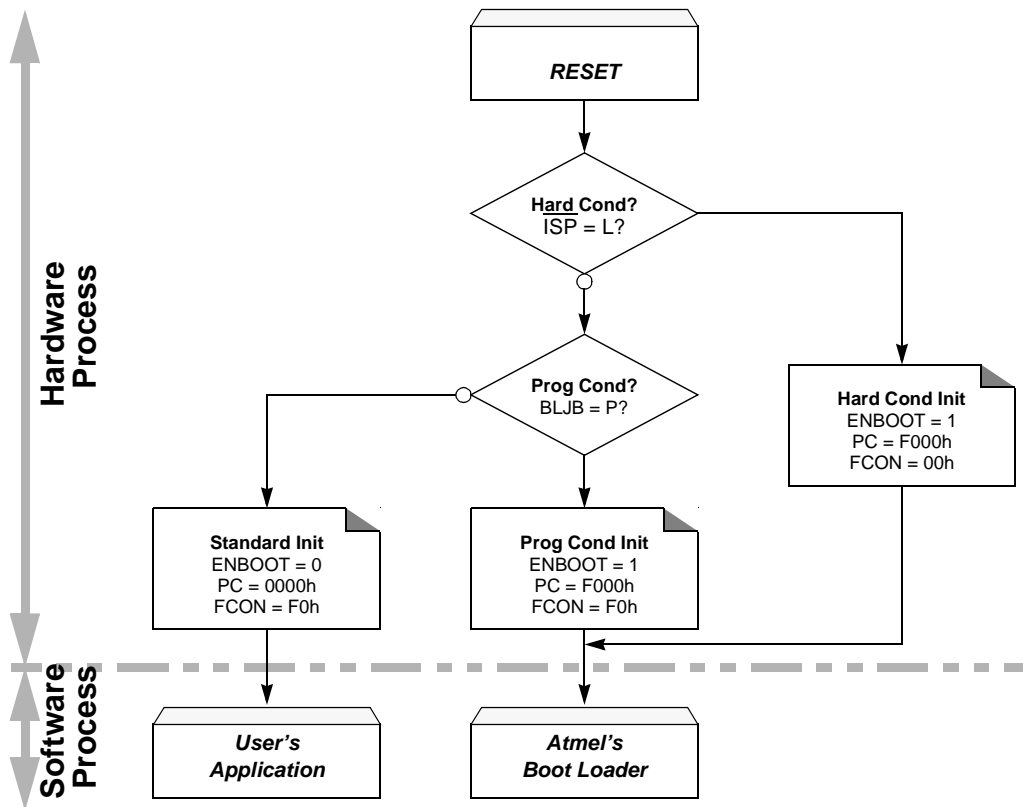 RESET
Hard Cond?
ISP = L?
Prog Cond?
BLJB = P?
Hard Cond Init
ENBOOT = 1
PC = F000h
FCON = 00h
Standard Init
ENBOOT = 0
PC = 0000h
FCON = F0h
Prog Cond Init
ENBOOT = 1
PC = F000h
FCON = F0h
User's
Application
Atmel's
Boot Loader
Hardware
Process
Software
Process